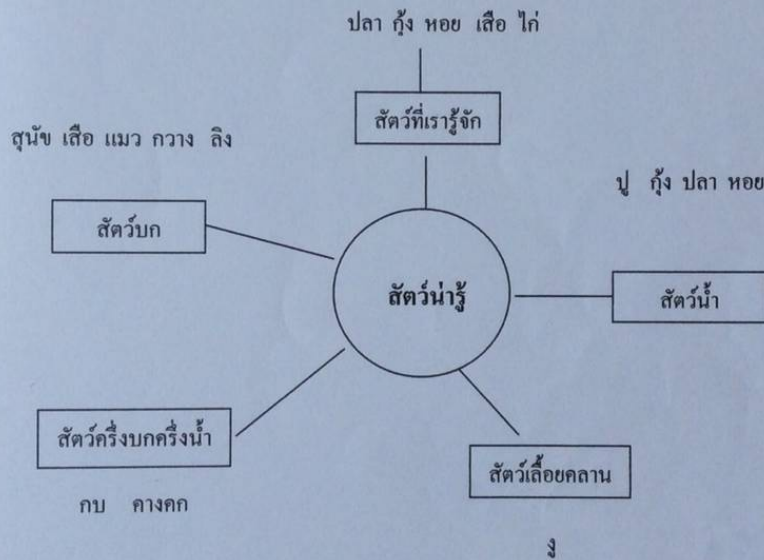 ปลา กุ้ง หอย เสือ ไก่
สัตว์ที่เรารู้จัก
สุนัข เสือ แมว กวาง ลิง
สัตว์บก
ปู กุ้ง ปลา หอย
สัตว์น้ำ
สัตว์น่ารู้
สัตว์ครึ่งบกครึ่งน้ำ
กบ คางคก
สัตว์เลื้อยคลาน
งู